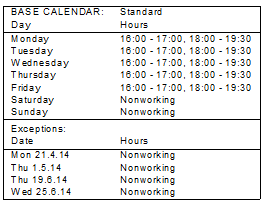 BASE CALENDAR: Standard
Day Hours
Monday 16:00 - 17:00, 18:00 - 19:30
Tuesday 16:00 - 17:00, 18:00 - 19:30
Wednesday 16:00 - 17:00, 18:00 - 19:30
Thursday 16:00 - 17:00, 18:00 - 19:30
Friday 16:00 - 17:00, 18:00 - 19:30
Saturday Nonworking
Sunday Nonworking
Exceptions:
Date Hours
Mon 21.4.14 Nonworking
Thu 1.5.14 Nonworking
Thu 19.6.14 Nonworking
Wed 25.6.14 Nonworking